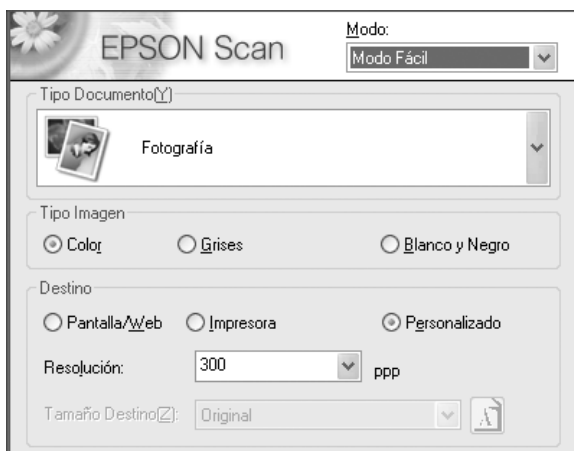 EPSON Scan
Modo:
Modo Fácil
Tipo Documento(Y)
Fotografía
Tipo Imagen
Color
Grises
Blanco y Negro
Destino
Pantalla/Web
Impresora
Personalizado
Resolución:
300
ppp
Tamaño Destino(Z):
Original
A